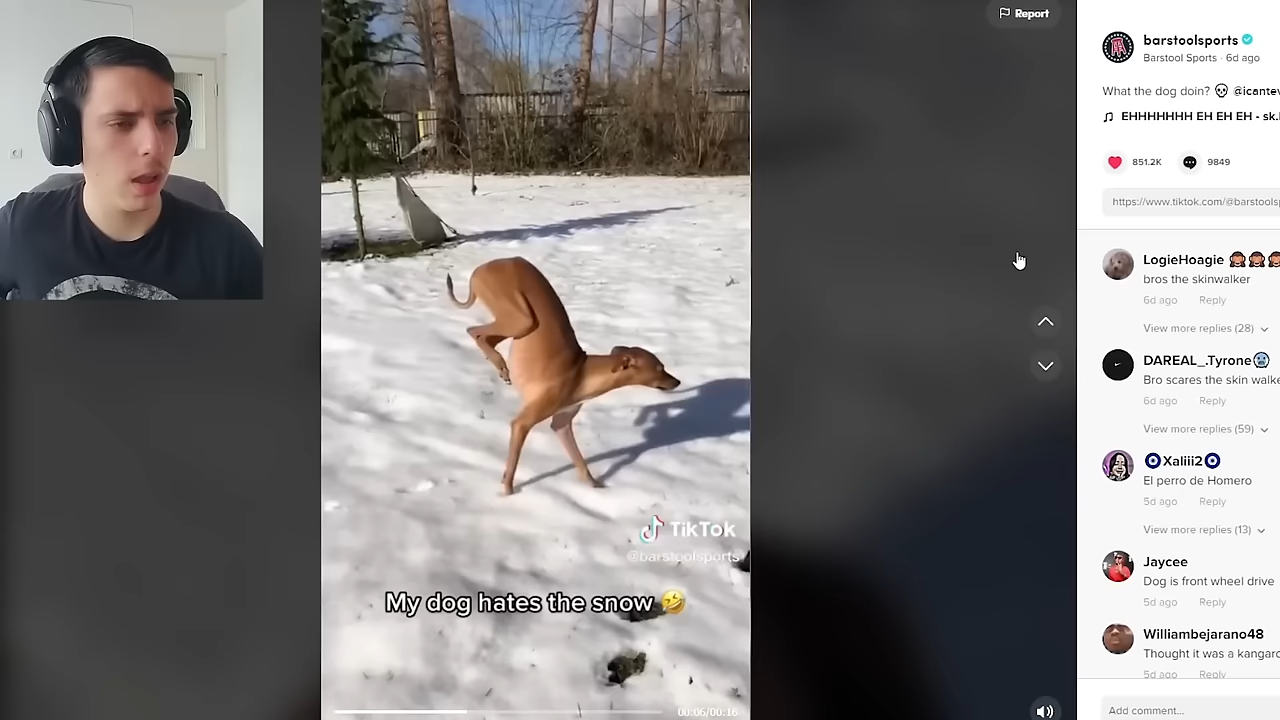 Report
barstoolsports
Barstool Sports · 6d ago
What the dog doin? 💀 @icantev
EHHHHHHH EH EH EH - sk.
851.2K
9849
https://www.tiktok.com/@barstools
LogieHoagie 🙊🙊🙊
bros the skinwalker
6d ago Reply
View more replies (28)
DAREAL_.Tyrone🥶
Bro scares the skin walke
6d ago Reply
View more replies (59)
🧿Xaliii2🧿
El perro de Homero
5d ago Reply
View more replies (13)
Jaycee
Dog is front wheel drive
5d ago Reply
Williambejarano48
Thought it was a kangaro
5d ago Reply
Add comment...
TikTok
@barstoolsports
My dog hates the snow 🤣
00:06/00:16